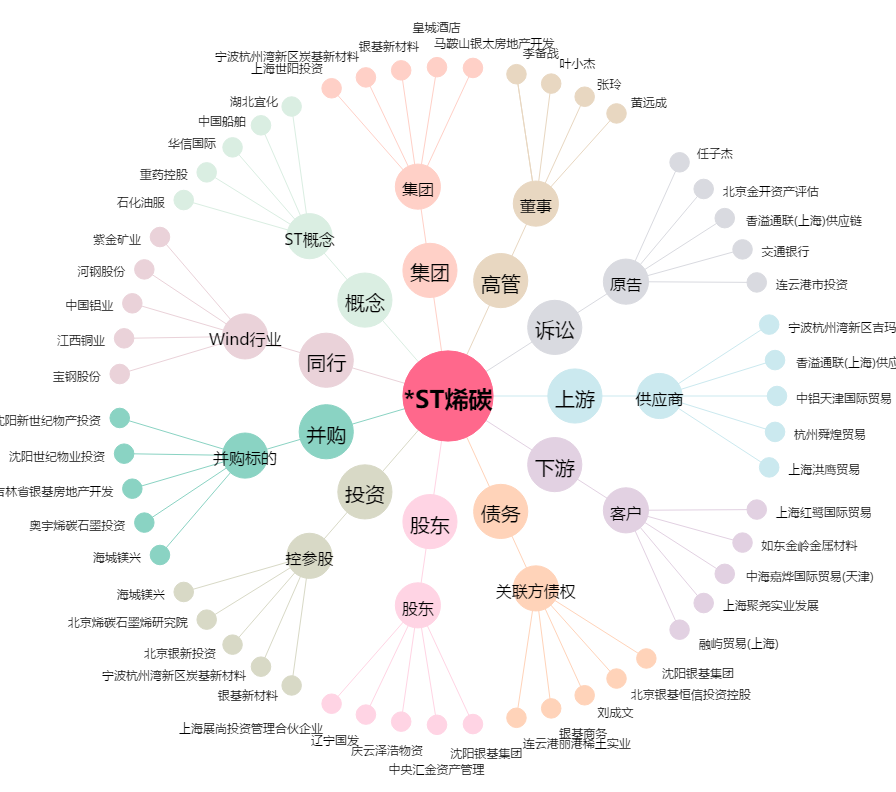 皇城酒店
银基新材料
马鞍山银太房地产开发
宁波杭州湾新区炭基新材料
上海世阳投资
李备战
叶小杰
张玲
黄远成
湖北宜化
中国船舶
华信国际
重药控股
石化油服
ST概念
集团
董事
任子杰
北京金开资产评估
香溢通联(上海)供应链
交通银行
连云港市投资
原告
紫金矿业
河钢股份
中国铝业
江西铜业
宝钢股份
Wind行业
概念
集团
高管
诉讼
同行
*ST烯碳
上游
供应商
宁波杭州湾新区吉玛
香溢通联(上海)供应
中铝天津国际贸易
杭州舜煌贸易
上海洪鹰贸易
沈阳新世纪物产投资
沈阳世纪物业投资
吉林省银基房地产开发
奥宇烯碳石墨投资
海城镁兴
并购标的
并购
投资
股东
债务
下游
客户
上海红鹭国际贸易
如东金岭金属材料
中海嘉烨国际贸易(天津)
上海聚尧实业发展
融屿贸易(上海)
控参股
海城镁兴
北京烯碳石墨烯研究院
北京银新投资
宁波杭州湾新区炭基新材料
银基新材料
股东
关联方债权
沈阳银基集团
北京银基恒信投资控股
刘成文
银基商务
连云港丽港稀土实业
上海展尚投资管理合伙企业
辽宁国发
庆云泽浩物资
中央汇金资产管理
沈阳银基集团